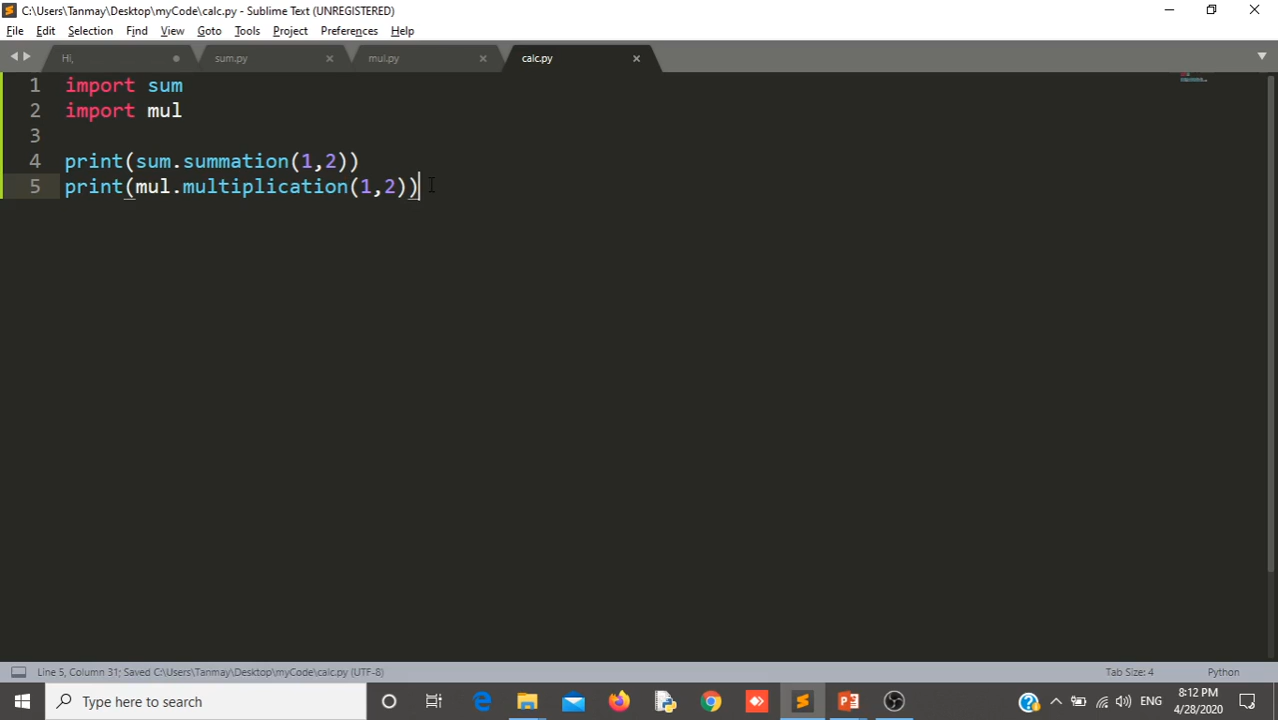 C:\Users\Tanmay\Desktop\myCode\calc.py - Sublime Text (UNREGISTERED)
File Edit Selection Find View Goto Tools Project Preferences Help
Hi, sum.py mul.py calc.py
1 import sum
2 import mul
3
4 print(sum.summation(1,2))
5 print(mul.multiplication(1,2))
Line 5, Column 31; Saved C:\Users\Tanmay\Desktop\myCode\calc.py (UTF-8) Tab Size: 4 Python
Type here to search
ENG
8:12 PM
4/28/2020